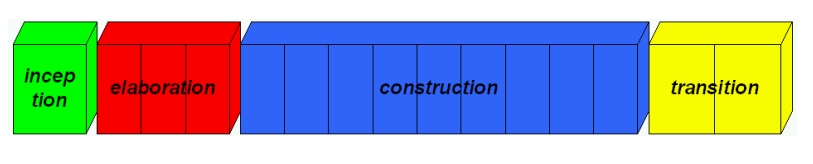 incep
tion
elaboration
construction
transition